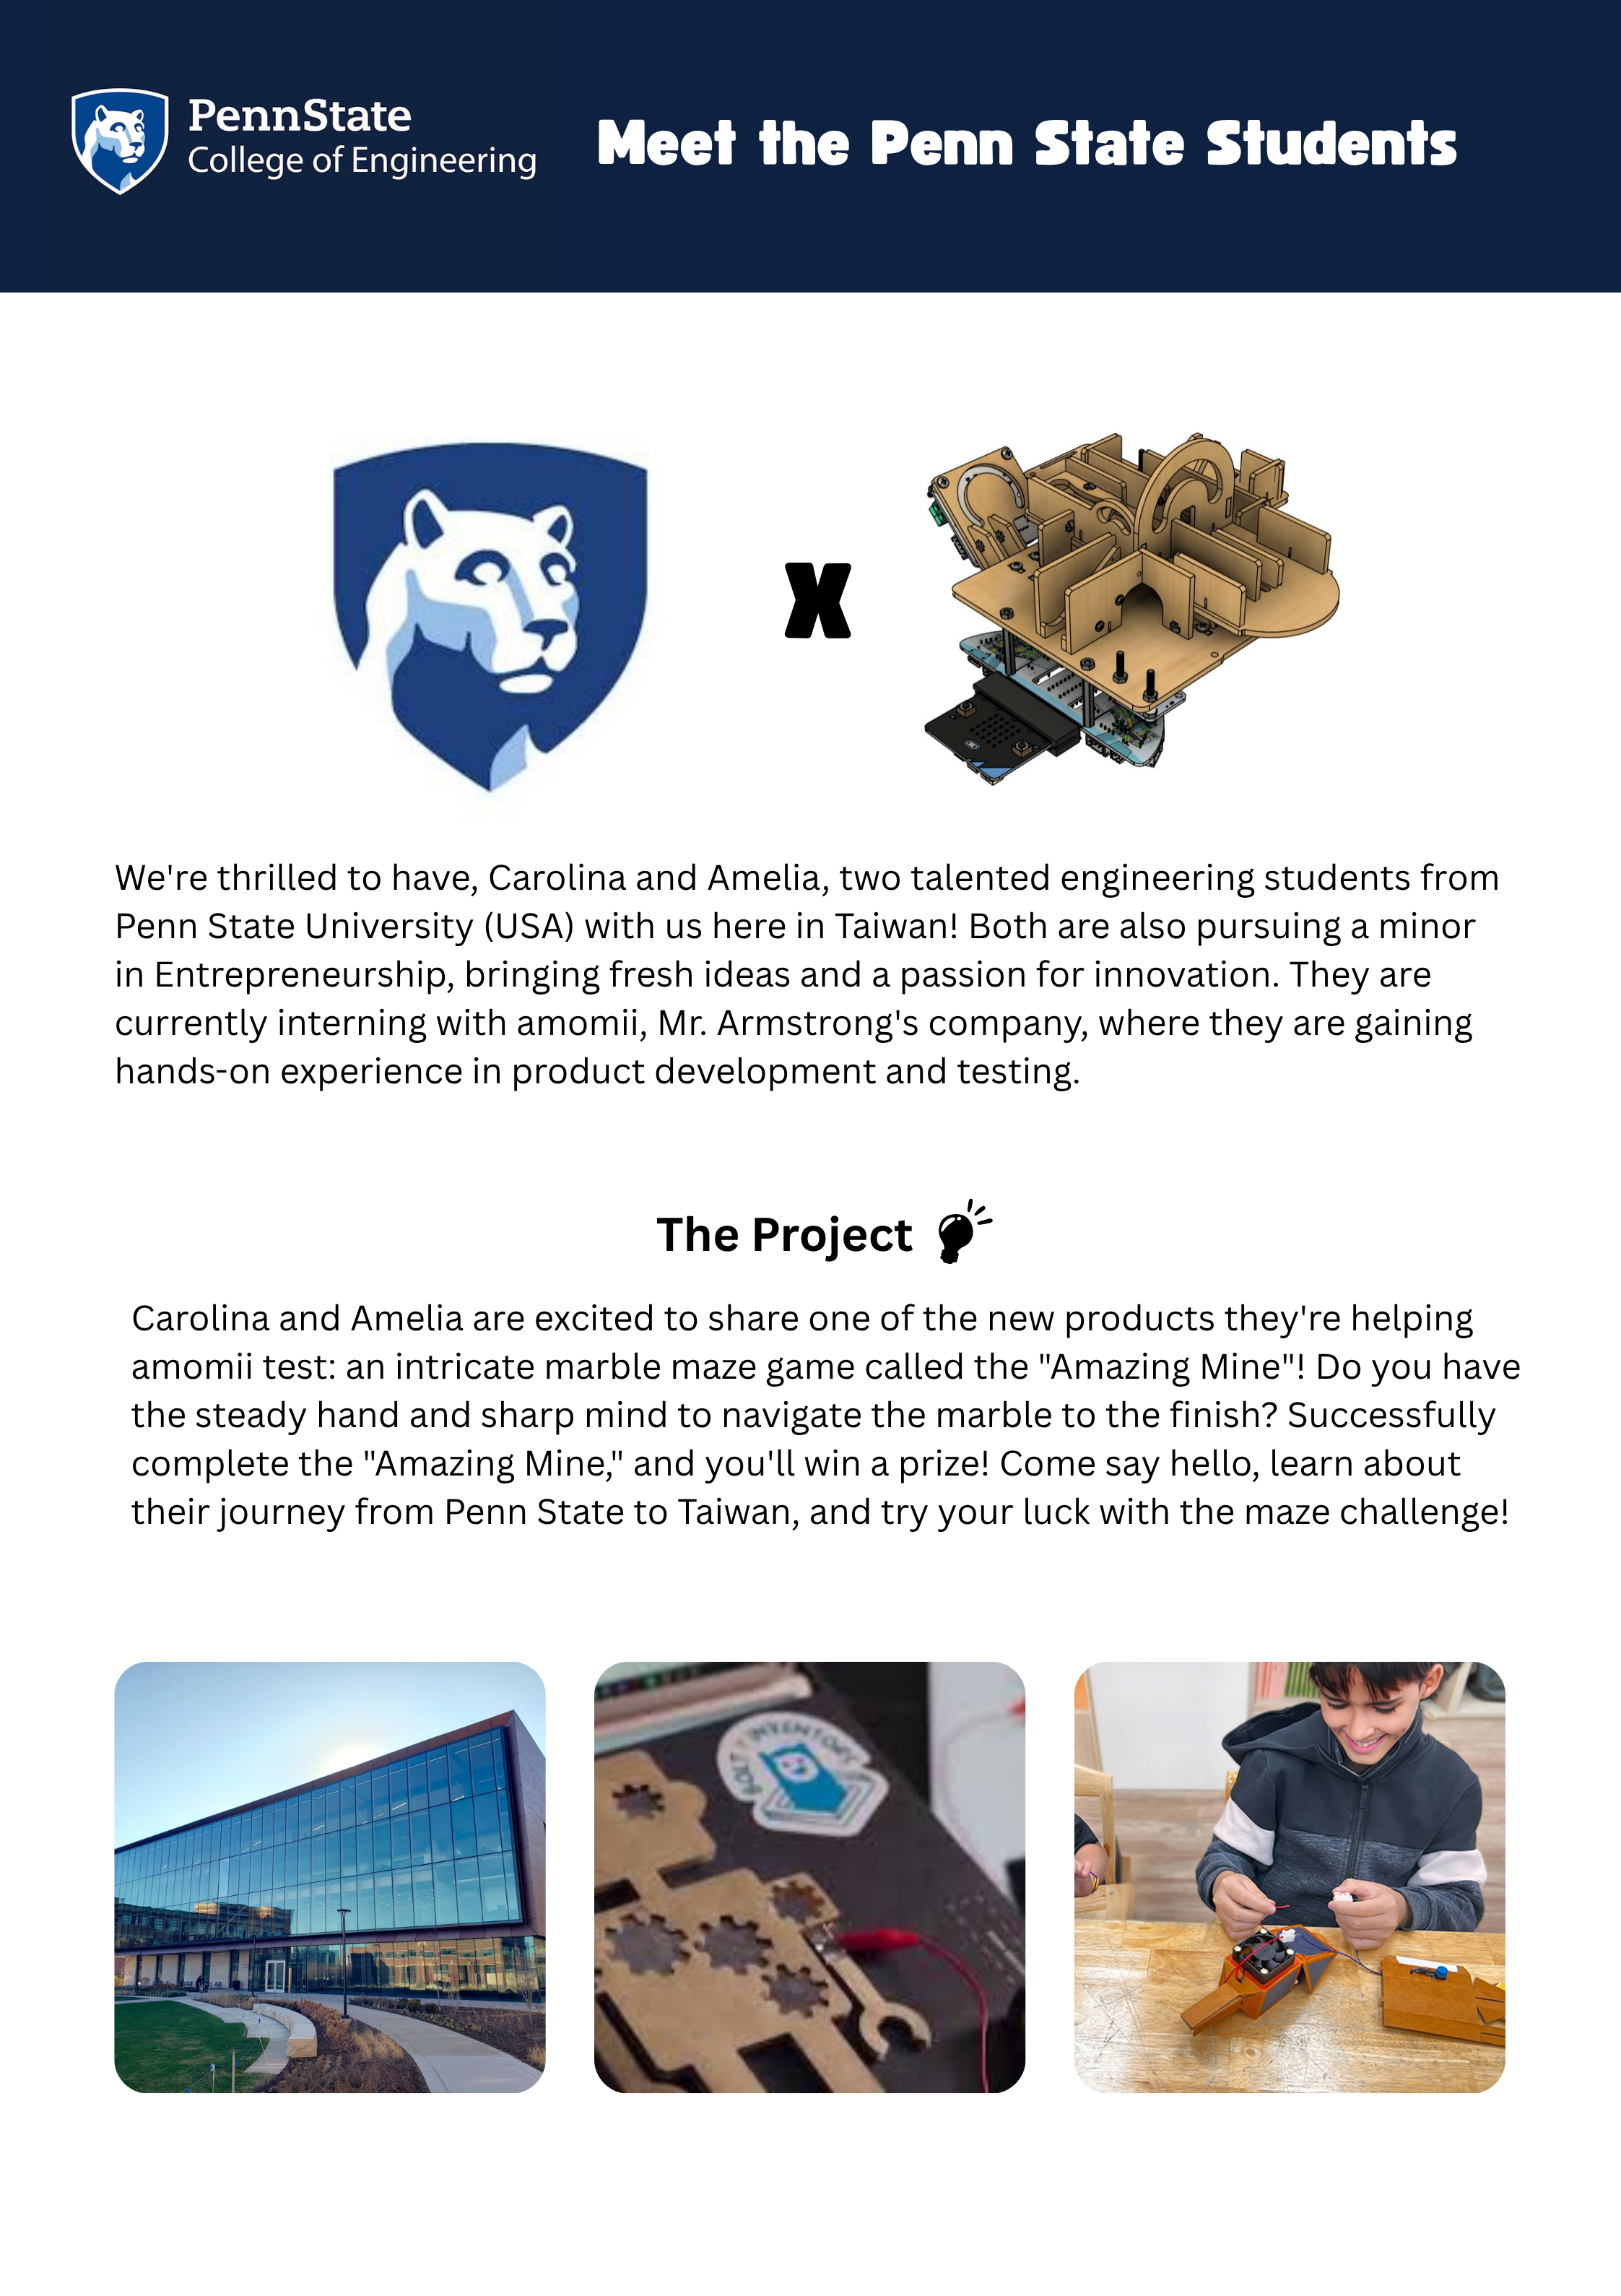 PennState
College of Engineering
Meet the Penn State Students
X
We're thrilled to have, Carolina and Amelia, two talented engineering students from
Penn State University (USA) with us here in Taiwan! Both are also pursuing a minor
in Entrepreneurship, bringing fresh ideas and a passion for innovation. They are
currently interning with amomii, Mr. Armstrong's company, where they are gaining
hands-on experience in product development and testing.
The Project
Carolina and Amelia are excited to share one of the new products they're helping
amomii test: an intricate marble maze game called the "Amazing Mine"! Do you have
the steady hand and sharp mind to navigate the marble to the finish? Successfully
complete the "Amazing Mine," and you'll win a prize! Come say hello, learn about
their journey from Penn State to Taiwan, and try your luck with the maze challenge!
INVENTORS